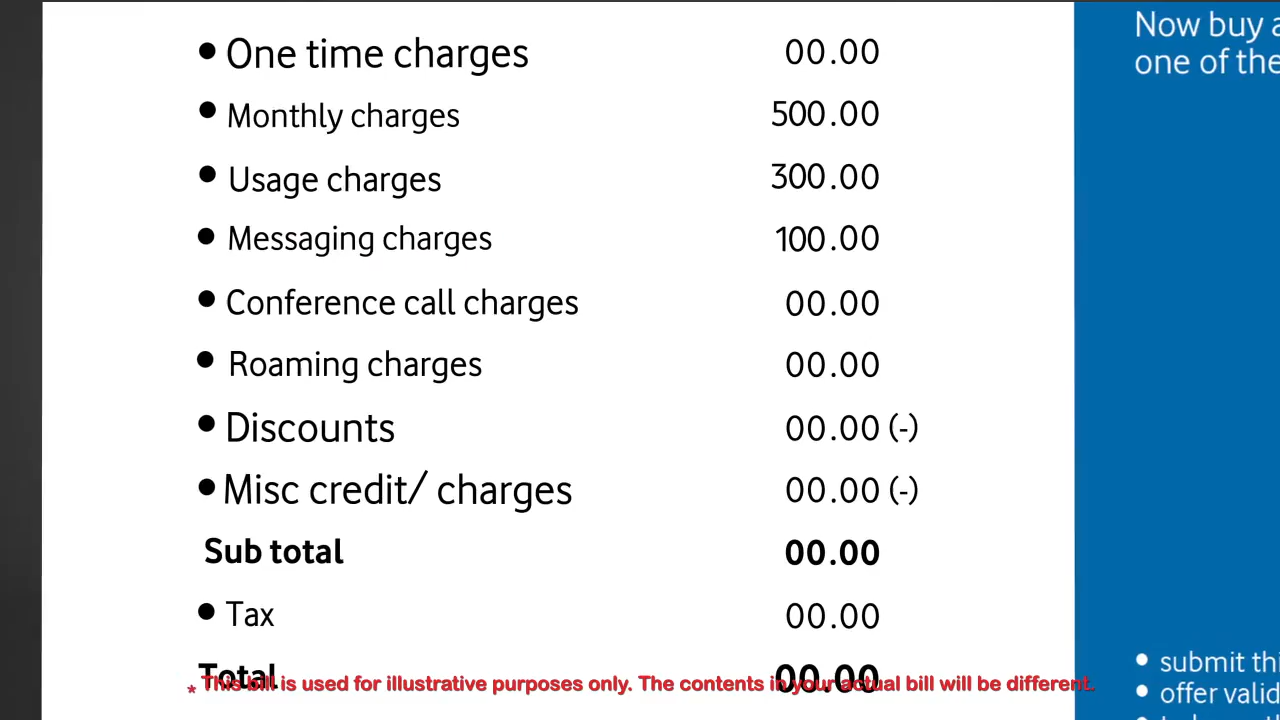 One time charges 00.00
Monthly charges 500.00
Usage charges 300.00
Messaging charges 100.00
Conference call charges 00.00
Roaming charges 00.00
Discounts 00.00 (-)
Misc credit/ charges 00.00 (-)
Sub total 00.00
Tax 00.00
Total 00.00
* This bill is used for illustrative purposes only. The contents in your actual bill will be different.
Now buy a
one of the
submit thi
offer valid